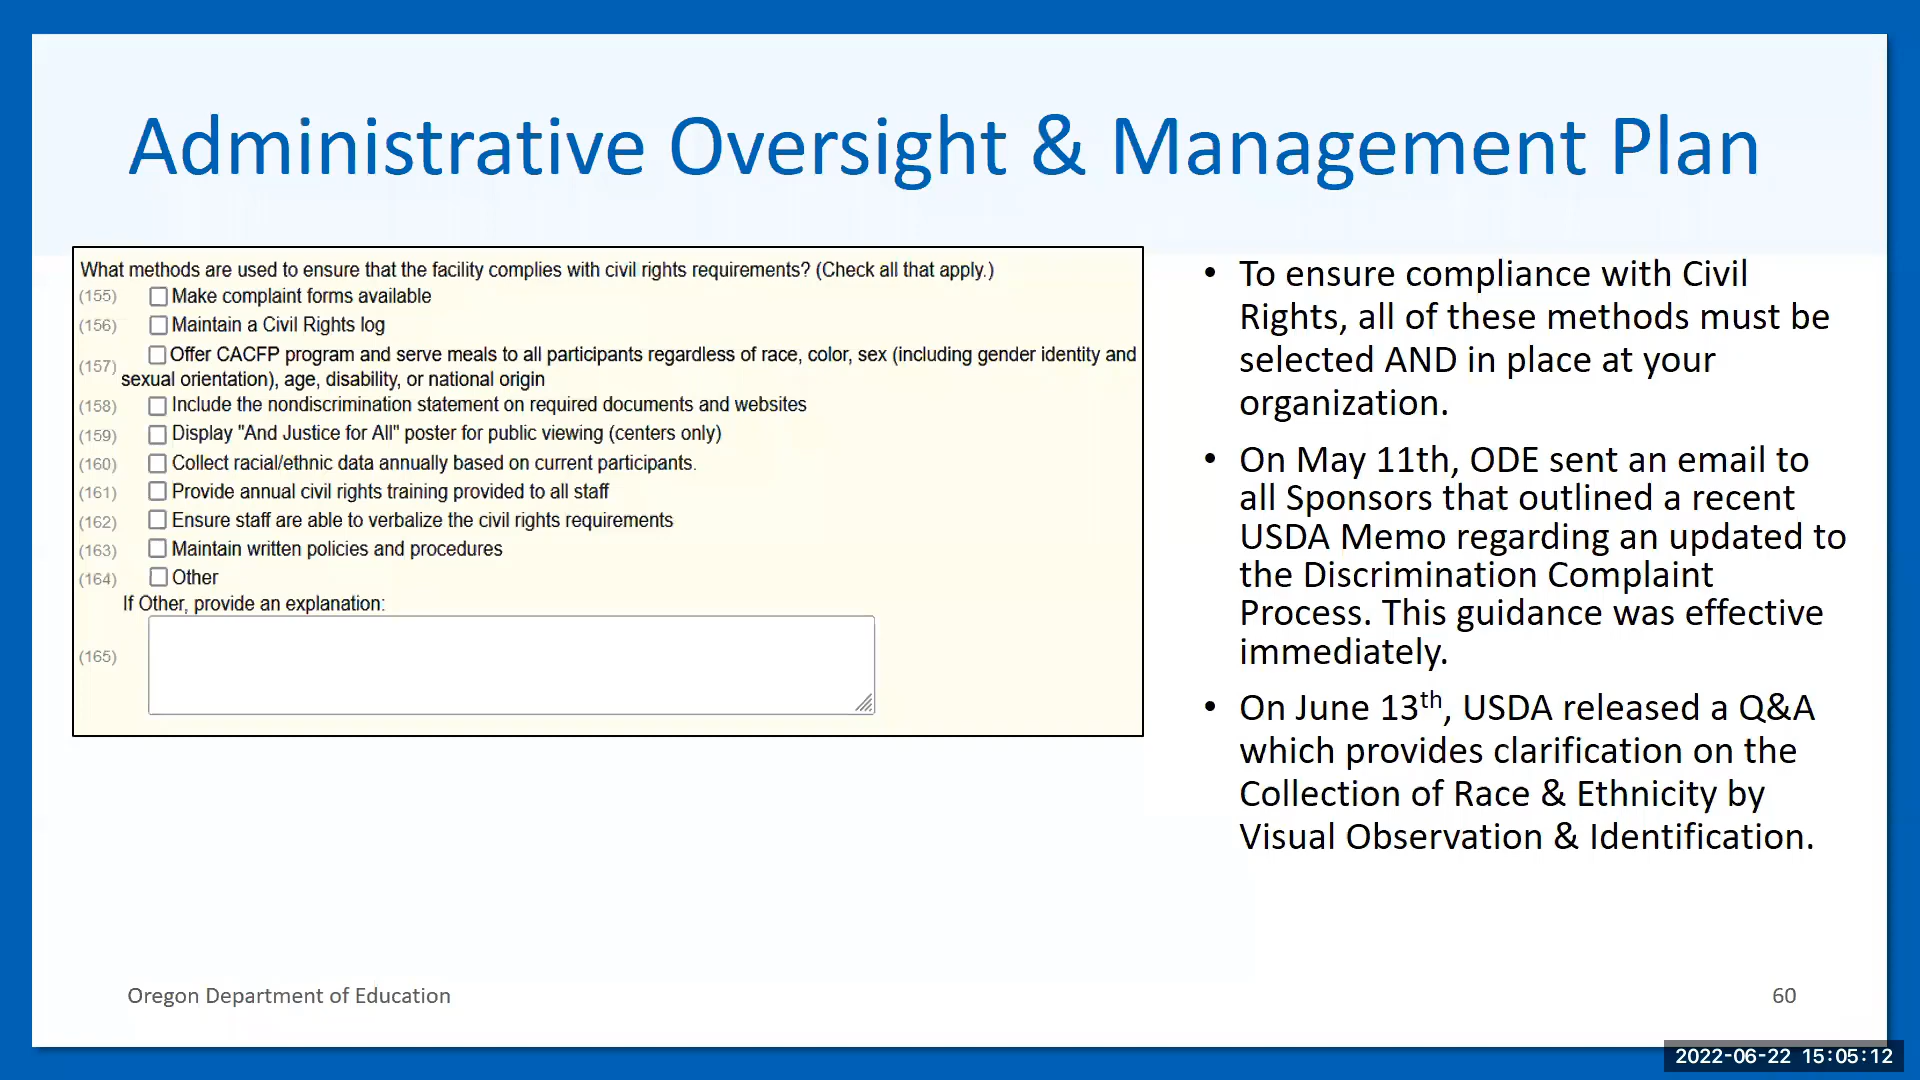 Administrative Oversight & Management Plan
What methods are used to ensure that the facility complies with civil rights requirements? (Check all that apply.)
(155) Make complaint forms available
(156) Maintain a Civil Rights log
(157) Offer CACFP program and serve meals to all participants regardless of race, color, sex (including gender identity and
sexual orientation), age, disability, or national origin
(158) Include the nondiscrimination statement on required documents and websites
(159) Display "And Justice for All" poster for public viewing (centers only)
(160) Collect racial/ethnic data annually based on current participants.
(161) Provide annual civil rights training provided to all staff
(162) Ensure staff are able to verbalize the civil rights requirements
(163) Maintain written policies and procedures
(164) Other
If Other, provide an explanation:
(165)
• To ensure compliance with Civil
Rights, all of these methods must be
selected AND in place at your
organization.
• On May 11th, ODE sent an email to
all Sponsors that outlined a recent
USDA Memo regarding an updated to
the Discrimination Complaint
Process. This guidance was effective
immediately.
• On June 13th, USDA released a Q&A
which provides clarification on the
Collection of Race & Ethnicity by
Visual Observation & Identification.
Oregon Department of Education
60
2022-06-22 15:05:12